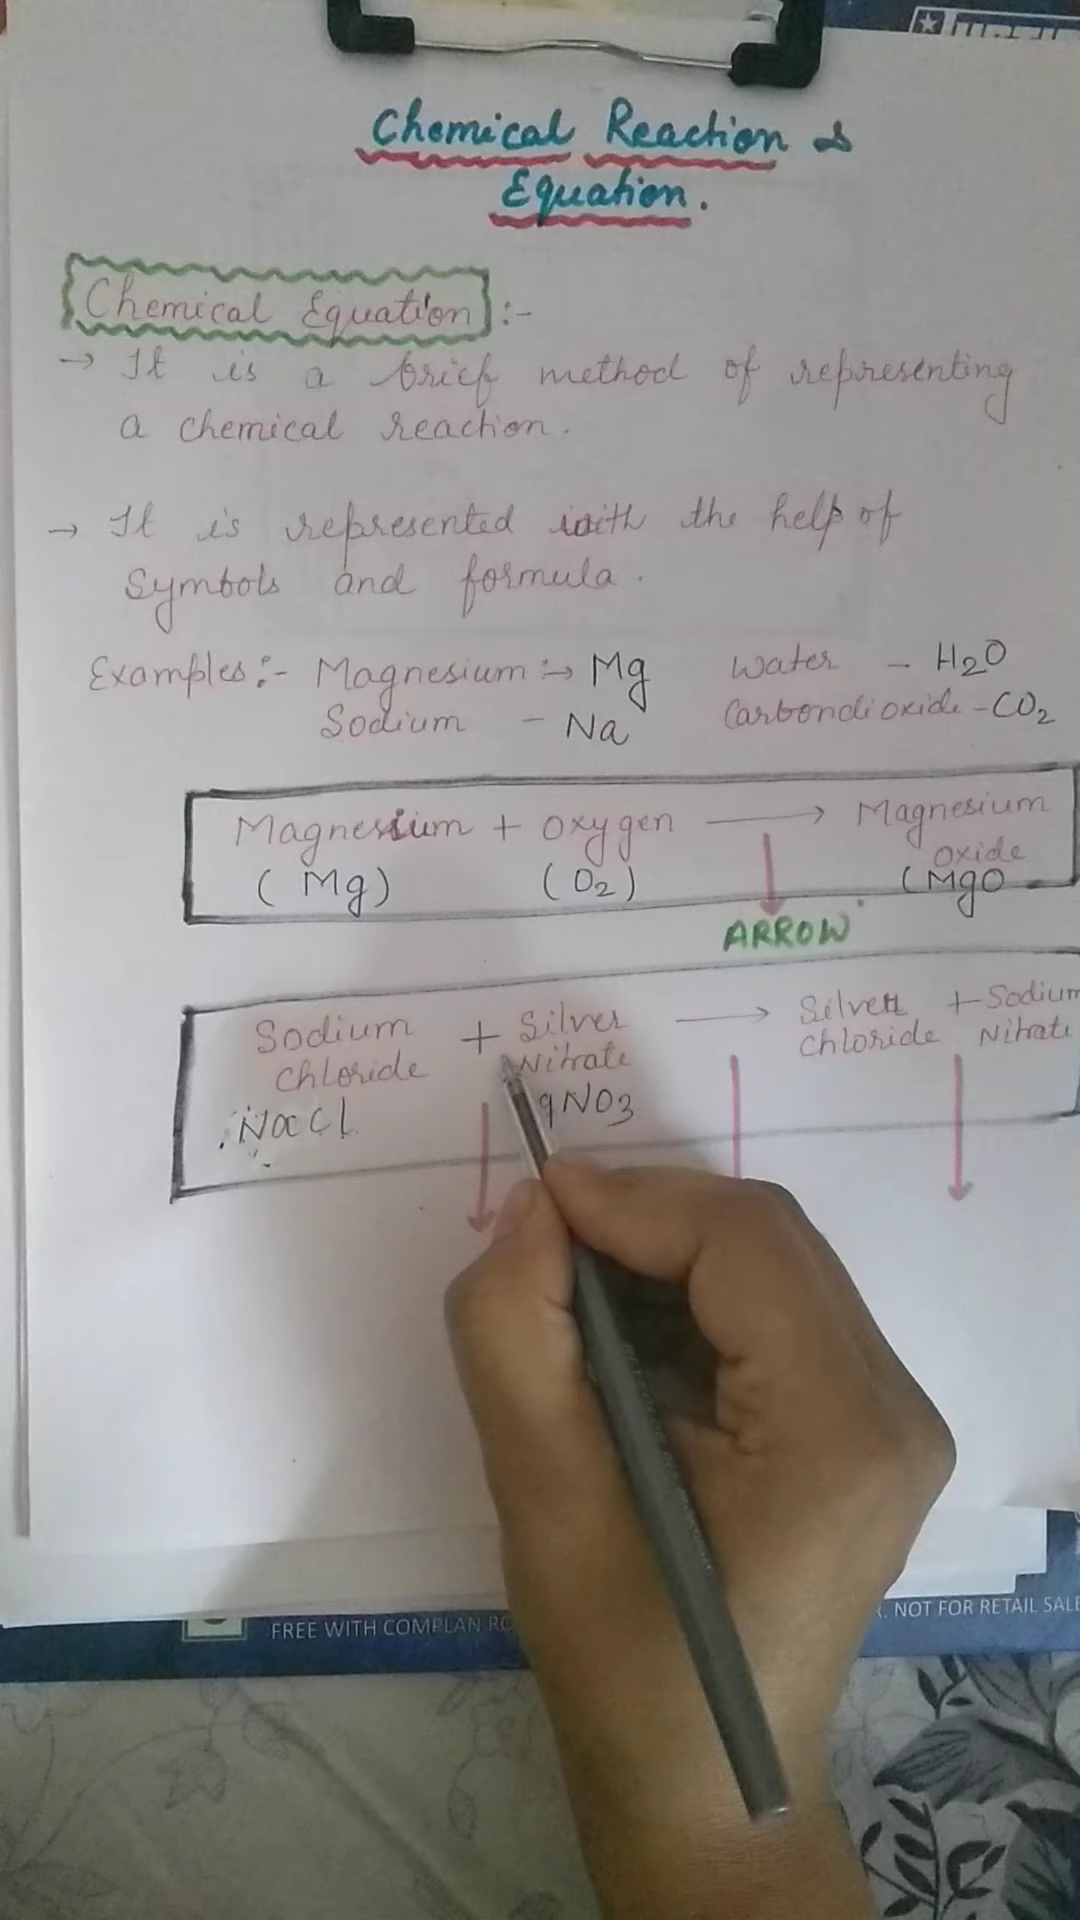 Chemical Reaction &
Equation.
Chemical Equation :-
→ It is a brief method of representing
a chemical reaction.
→ It is represented with the help of
Symbols and formula.
Examples:- Magnesium :→ Mg Water - H2O
Sodium - Na Carbondioxide - CO2
Magnesium + Oxygen → Magnesium
oxide
(Mg) (O2) (MgO
ARROW
Sodium + Silver → Silver + Sodium
Chloride Nitrate Chloride Nitrate
NaCl gNO3
FREE WITH COMPLAN
NOT FOR RETAIL SALE